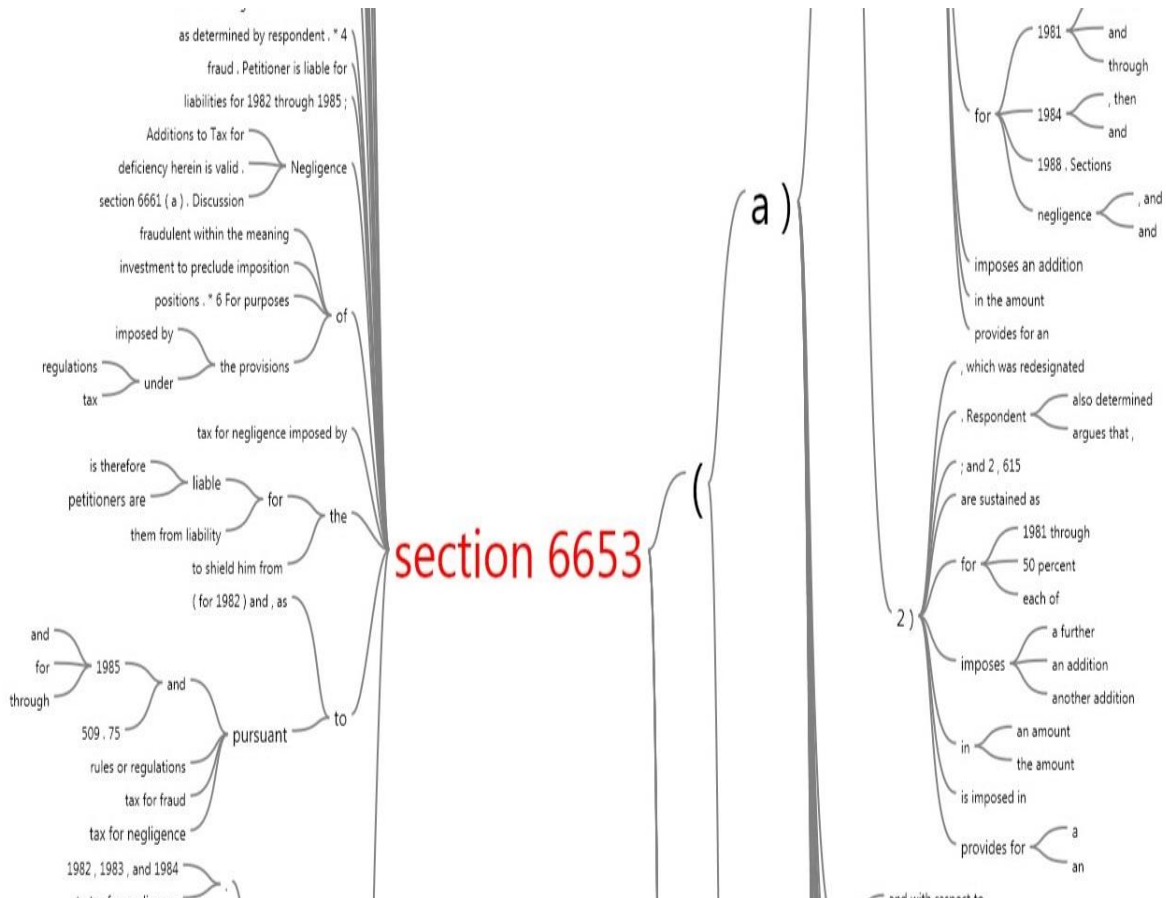 as determined by respondent . * 4
fraud . Petitioner is liable for
liabilities for 1982 through 1985 ;
Additions to Tax for
deficiency herein is valid .
section 6661 ( a ) . Discussion
Negligence
fraudulent within the meaning
investment to preclude imposition
positions . * 6 For purposes
imposed by
regulations
tax
under
the provisions
of
tax for negligence imposed by
is therefore
petitioners are
liable
them from liability
for
to shield him from
the
( for 1982 ) and , as
and
for
through
1985
509 . 75
and
rules or regulations
tax for fraud
tax for negligence
pursuant
to
1982 , 1983 , and 1984
section 6653
(
a )
for
1981
and
through
1984
, then
and
1988 . Sections
negligence
, and
and
imposes an addition
in the amount
provides for an
2 )
, which was redesignated
. Respondent
also determined
argues that ,
; and 2 , 615
are sustained as
for
1981 through
50 percent
each of
imposes
a further
an addition
another addition
in
an amount
the amount
is imposed in
provides for
a
an
and with respect to